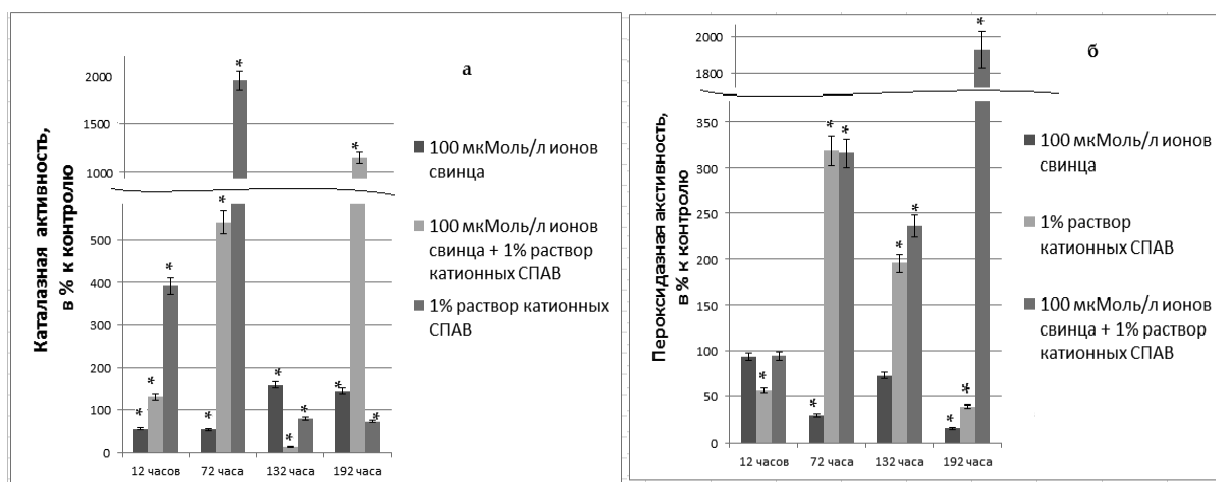 а
Каталазная активность,
в % к контролю
2000
1500
1000
500
400
300
200
100
0
* * *
* * *
* * *
* * *
12 часов 72 часа 132 часа 192 часа
100 мкМоль/л ионов
свинца
100 мкМоль/л ионов
свинца + 1% раствор
катионных СПАВ
1% раствор катионных
СПАВ
б
Пероксидазная акстивность,
в % к контролю
2000
1800
350
300
250
200
150
100
50
0
*
* * *
* *
* * *
12 часов 72 часа 132 часа 192 часа
100 мкМоль/л ионов
свинца
1% раствор
катионных СПАВ
100 мкМоль/л ионов
свинца + 1% раствор
катионных СПАВ